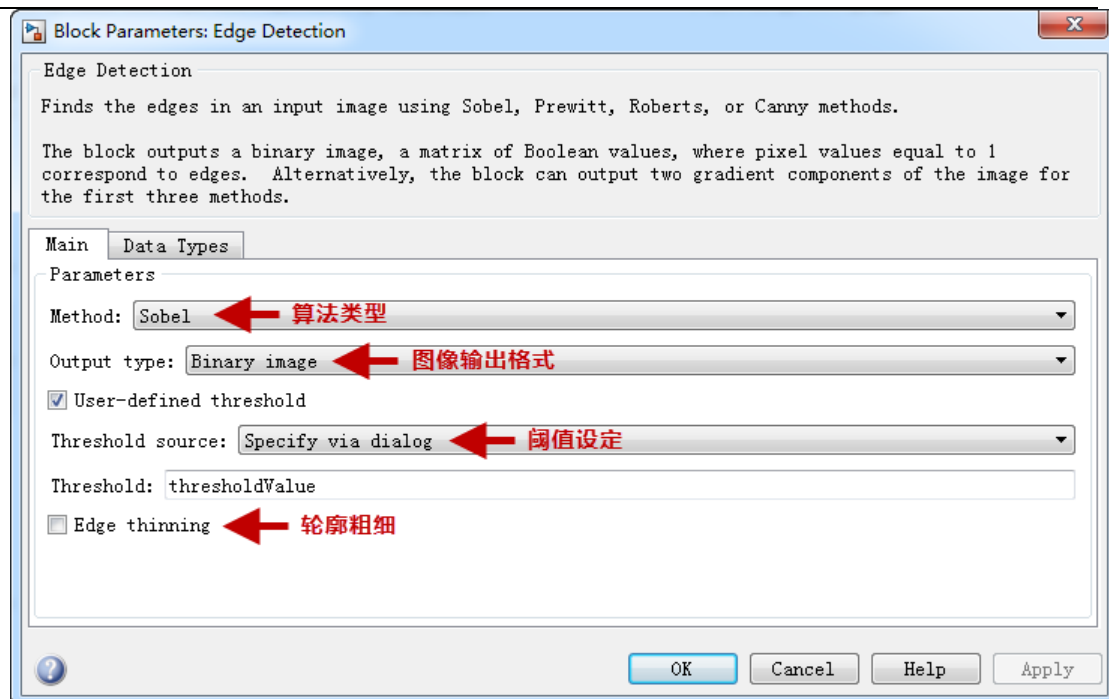 Block Parameters: Edge Detection
Edge Detection
Finds the edges in an input image using Sobel, Prewitt, Roberts, or Canny methods.
The block outputs a binary image, a matrix of Boolean values, where pixel values equal to 1
correspond to edges.  Alternatively, the block can output two gradient components of the image for
the first three methods.
Main Data Types
Parameters
Method: Sobel 算法类型
Output type: Binary image 图像输出格式
User-defined threshold
Threshold source: Specify via dialog 阈值设定
Threshold: thresholdValue
Edge thinning 轮廓粗细
OK Cancel Help Apply